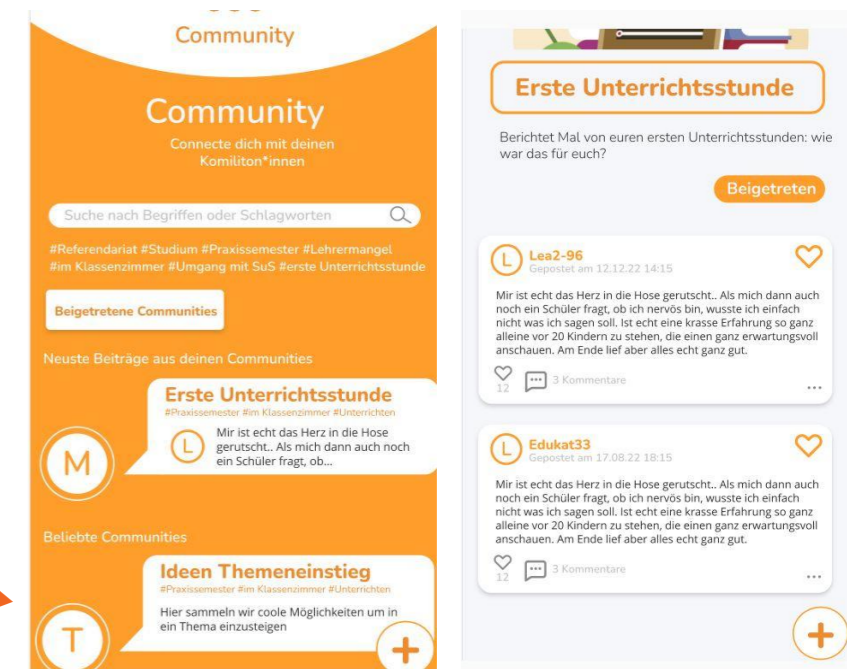 Community
Community
Connecte dich mit deinen
Komiliton*innen
Suche nach Begriffen oder Schlagworten
#Referendariat #Studium #Praxissemester #Lehrermangel
#im Klassenzimmer #Umgang mit SuS #erste Unterrichtsstunde
Beigetretene Communities
Neuste Beiträge aus deinen Communities
Erste Unterrichtsstunde
#Praxissemester #im Klassenzimmer #Unterrichten
M
L
Mir ist echt das Herz in die Hose
gerutscht.. Als mich dann auch noch
ein Schüler fragt, ob...
Beliebte Communities
Ideen Themeneinstieg
#Praxissemester #im Klassenzimmer #Unterrichten
T
Hier sammeln wir coole Möglichkeiten um in
ein Thema einzusteigen
+
Erste Unterrichtsstunde
Berichtet Mal von euren ersten Unterrichtsstunden: wie
war das für euch?
Beigetreten
L
Lea2-96
Gepostet am 12.12.22 14:15
Mir ist echt das Herz in die Hose gerutscht.. Als mich dann auch
noch ein Schüler fragt, ob ich nervös bin, wusste ich einfach
nicht was ich sagen soll. Ist echt eine krasse Erfahrung so ganz
alleine vor 20 Kindern zu stehen, die einen ganz erwartungsvoll
anschauen. Am Ende lief aber alles echt ganz gut.
12
3 Kommentare
...
L
Edukat33
Gepostet am 17.08.22 18:15
Mir ist echt das Herz in die Hose gerutscht.. Als mich dann auch
noch ein Schüler fragt, ob ich nervös bin, wusste ich einfach
nicht was ich sagen soll. Ist echt eine krasse Erfahrung so ganz
alleine vor 20 Kindern zu stehen, die einen ganz erwartungsvoll
anschauen. Am Ende lief aber alles echt ganz gut.
12
3 Kommentare
...
+